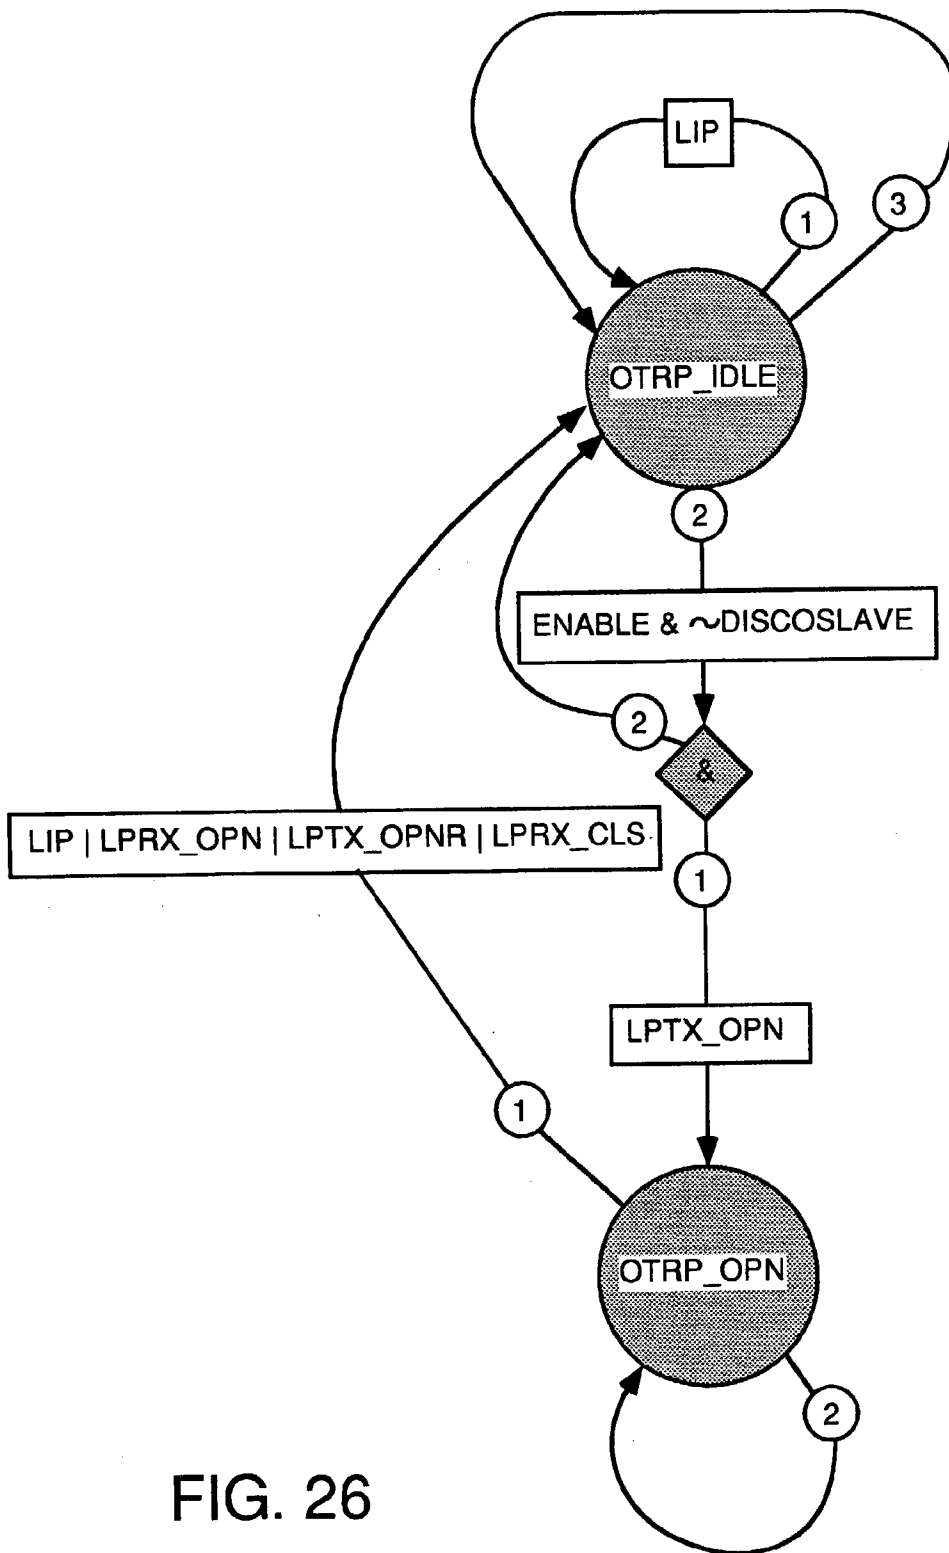 LIP
1
3
OTRP_IDLE
2
ENABLE & ~DISCOSLAVE
2
&
LIP | LPRX_OPN | LPTX_OPNR | LPRX_CLS
1
LPTX_OPN
1
OTRP_OPN
2
FIG. 26